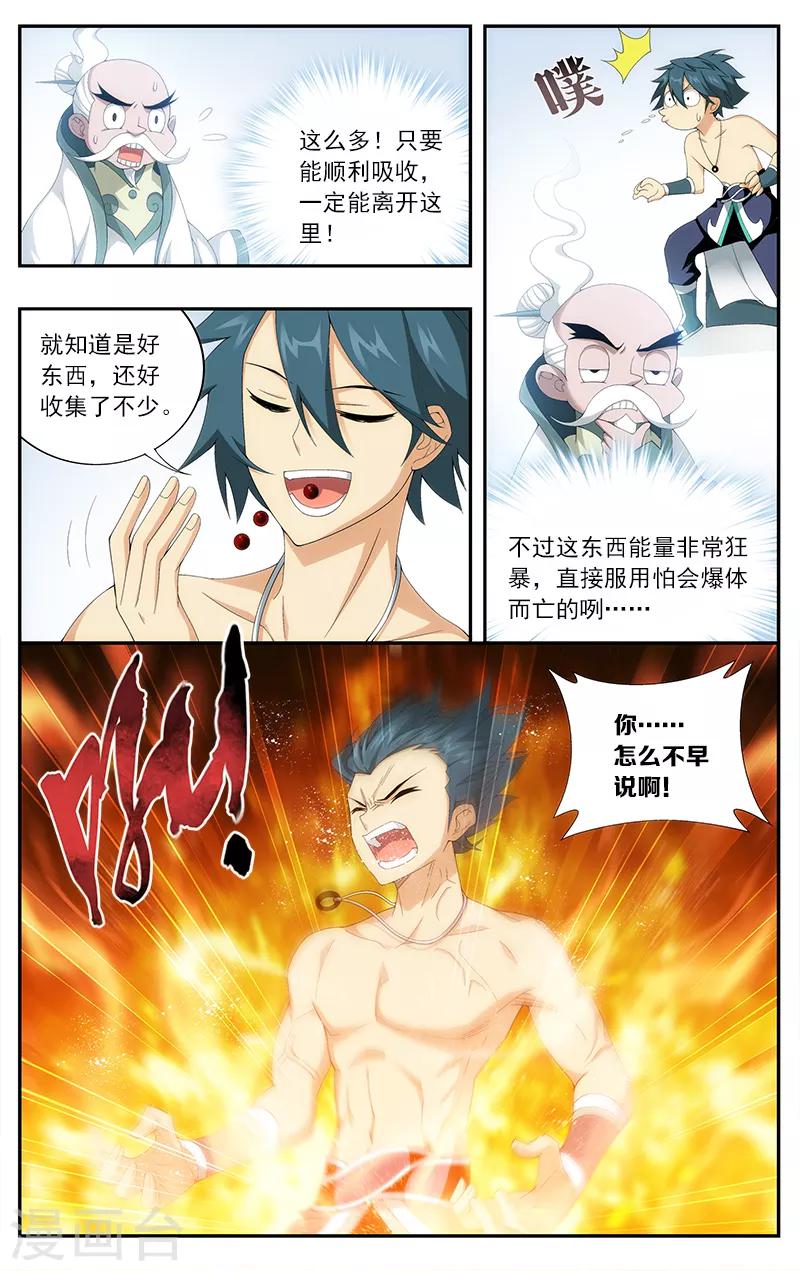 这么多！只要
能顺利吸收，
一定能离开这
里！
噗
就知道是好
东西，还好
收集了不少。
不过这东西能量非常狂
暴，直接服用怕会爆体
而亡的咧……
吼！
你……
怎么不早
说啊！
漫画台